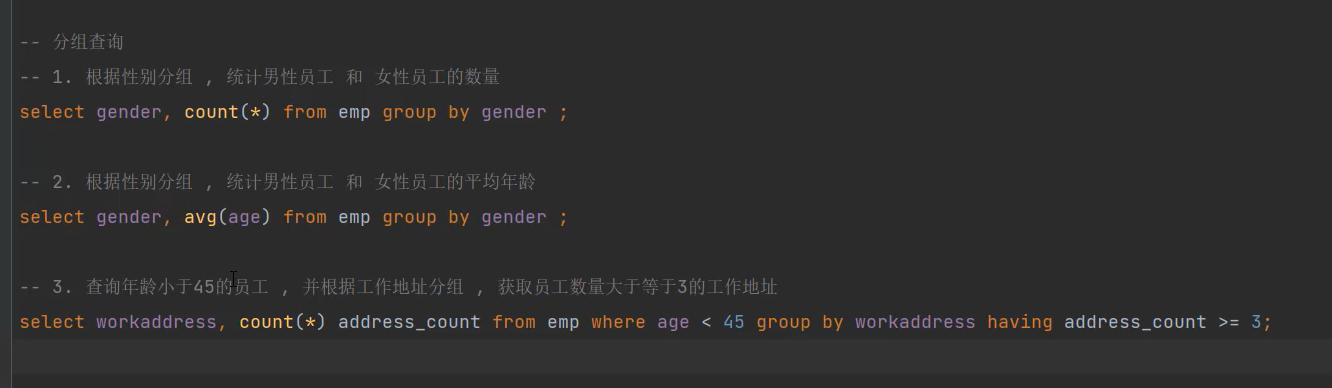 -- 分组查询
-- 1. 根据性别分组 , 统计男性员工 和 女性员工的数量
select gender, count(*) from emp group by gender ;
-- 2. 根据性别分组 , 统计男性员工 和 女性员工的平均年龄
select gender, avg(age) from emp group by gender ;
-- 3. 查询年龄小于45的员工 , 并根据工作地址分组 , 获取员工数量大于等于3的工作地址
select workaddress, count(*) address_count from emp where age < 45 group by workaddress having address_count >= 3;